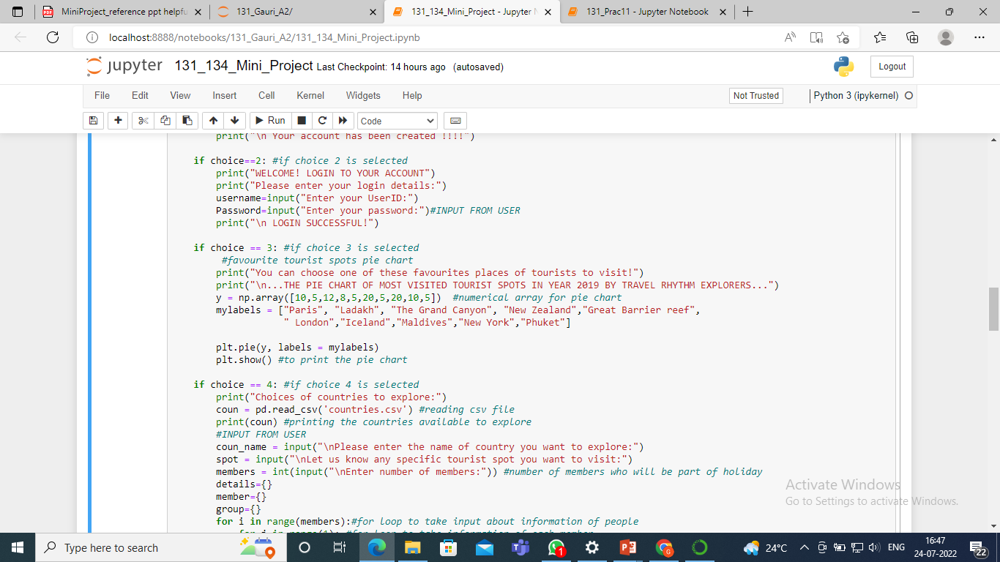 MiniProject_reference ppt helpfu
131_Gauri_A2/
131_134_Mini_Project - Jupyter N
131_Prac11 - Jupyter Notebook
localhost:8888/notebooks/131_Gauri_A2/131_134_Mini_Project.ipynb
jupyter 131_134_Mini_Project Last Checkpoint: 14 hours ago (autosaved)
Logout
File Edit View Insert Cell Kernel Widgets Help
Not Trusted
Python 3 (ipykernel)
Run
Code
print("\n Your account has been created !!!!")
if choice==2: #if choice 2 is selected
print("WELCOME! LOGIN TO YOUR ACCOUNT")
print("Please enter your login details:")
username=input("Enter your UserID:")
Password=input("Enter your password:")#INPUT FROM USER
print("\n LOGIN SUCCESSFUL!")
if choice == 3: #if choice 3 is selected
#favourite tourist spots pie chart
print("You can choose one of these favourites places of tourists to visit!")
print("\n...THE PIE CHART OF MOST VISITED TOURIST SPOTS IN YEAR 2019 BY TRAVEL RHYTHM EXPLORERS...")
y = np.array([10,5,12,8,5,20,5,20,10,5]) #numerical array for pie chart
mylabels = ["Paris", "Ladakh", "The Grand Canyon", "New Zealand","Great Barrier reef",
" London","Iceland","Maldives","New York","Phuket"]
plt.pie(y, labels = mylabels)
plt.show() #to print the pie chart
if choice == 4: #if choice 4 is selected
print("Choices of countries to explore:")
coun = pd.read_csv('countries.csv') #reading csv file
print(coun) #printing the countries available to explore
#INPUT FROM USER
coun_name = input("\nPlease enter the name of country you want to explore:")
spot = input("\nLet us know any specific tourist spot you want to visit:")
members = int(input("\nEnter number of members:")) #number of members who will be part of holiday
details={}
member={}
group={}
for i in range(members):#for loop to take input about information of people
Activate Windows
Go to Settings to activate Windows.
Type here to search
24°C
ENG
16:47
24-07-2022
22